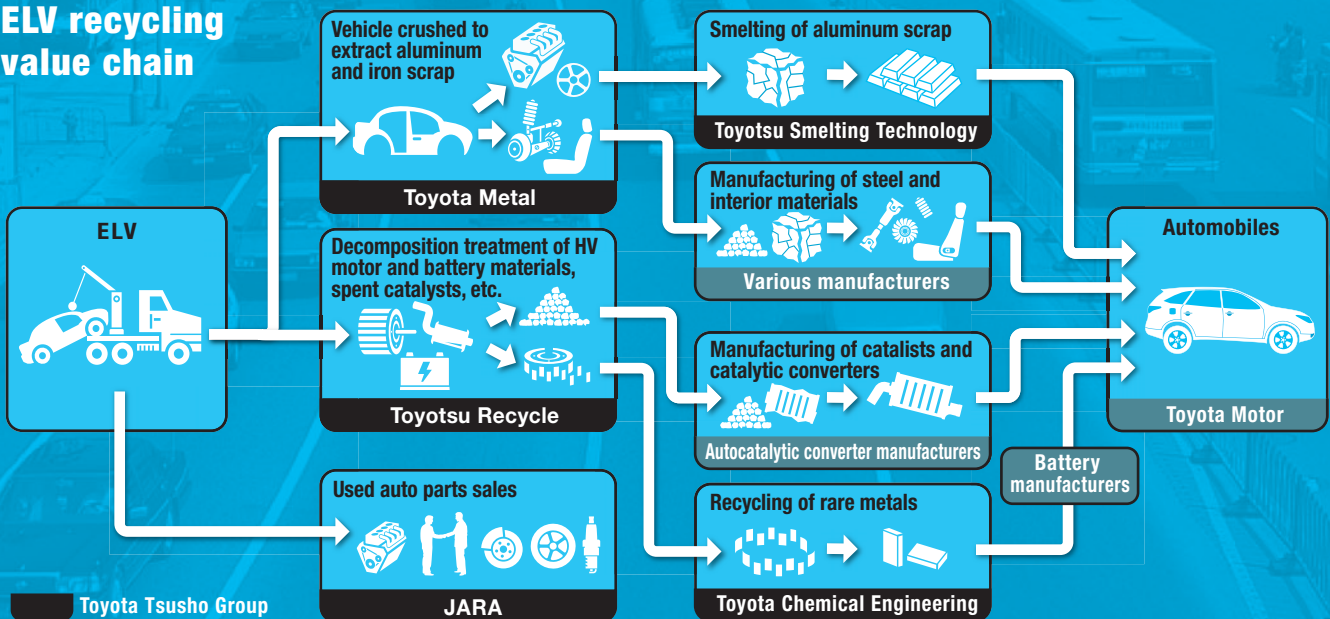 ELV recycling
value chain
ELV
Vehicle crushed to
extract aluminum
and iron scrap
Toyota Metal
Decomposition treatment of HV
motor and battery materials,
spent catalysts, etc.
Toyotsu Recycle
Used auto parts sales
JARA
Smelting of aluminum scrap
Toyotsu Smelting Technology
Manufacturing of steel and
interior materials
Various manufacturers
Manufacturing of catalists and
catalytic converters
Autocatalytic converter manufacturers
Recycling of rare metals
Toyota Chemical Engineering
Battery
manufacturers
Automobiles
Toyota Motor
Toyota Tsusho Group